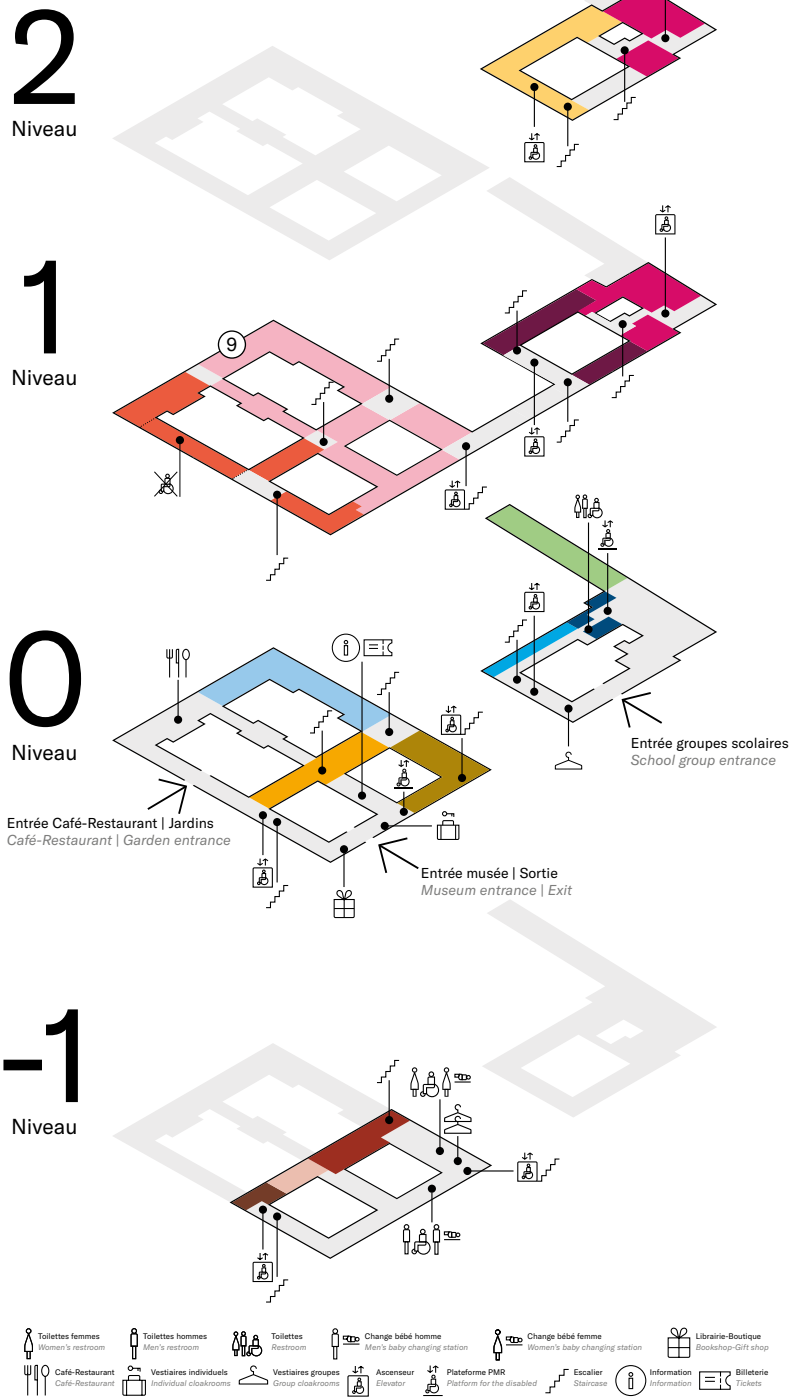 2
Niveau
1
Niveau
9
0
Niveau
Entrée groupes scolaires
School group entrance
Entrée Café-Restaurant | Jardins
Café-Restaurant | Garden entrance
Entrée musée | Sortie
Museum entrance | Exit
-1
Niveau
Toilettes femmes
Women's restroom
Toilettes hommes
Men's restroom
Toilettes
Restroom
Change bébé homme
Men's baby changing station
Change bébé femme
Women's baby changing station
Librairie-Boutique
Bookshop-Gift shop
Café-Restaurant
Café-Restaurant
Vestiaires individuels
Individual cloakrooms
Vestiaires groupes
Group cloakrooms
Ascenseur
Elevator
Plateforme PMR
Platform for the disabled
Escalier
Staircase
Information
Information
Billeterie
Tickets